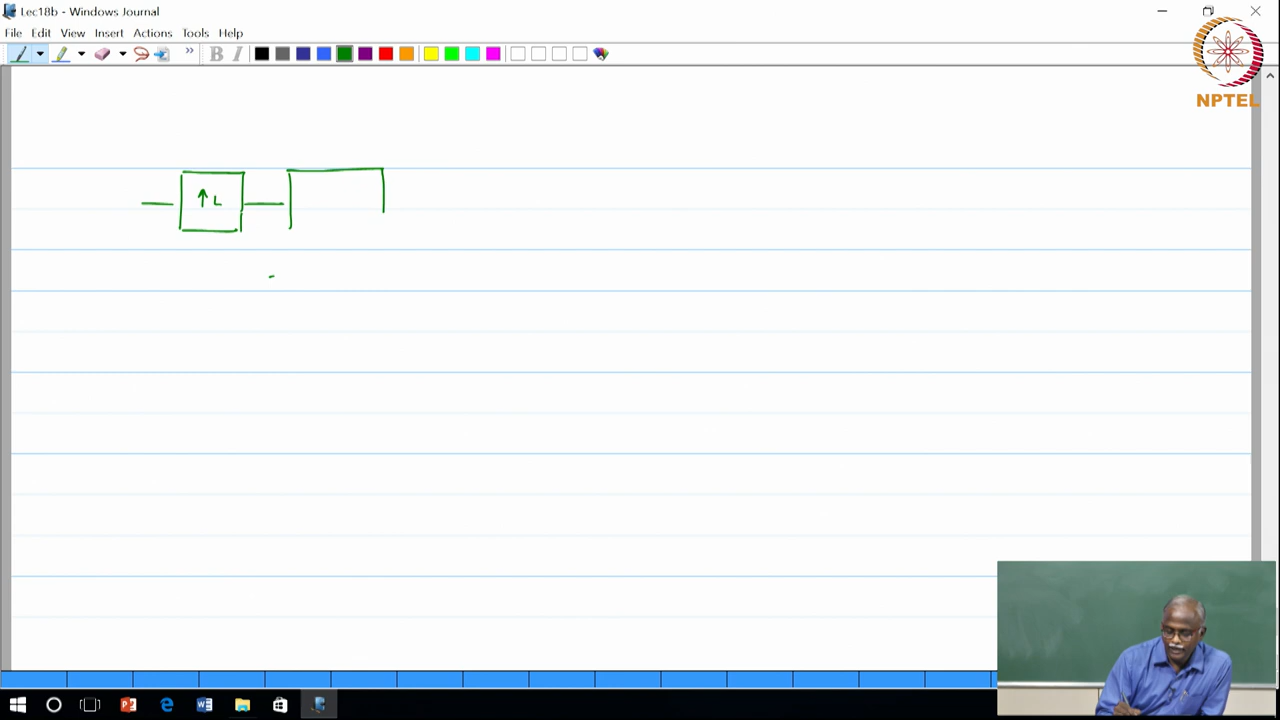 Lec18b - Windows Journal
File Edit View Insert Actions Tools Help
B I
NPTEL
↑ L